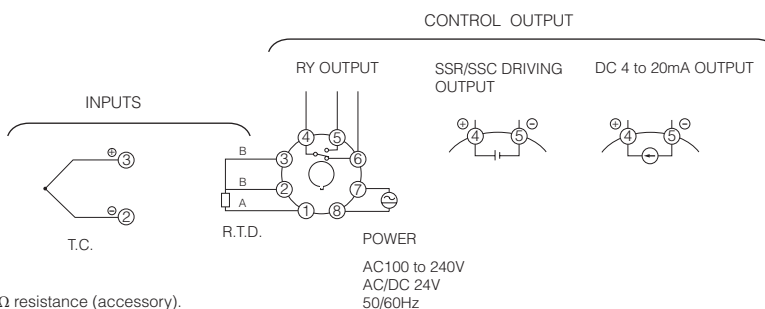 CONTROL OUTPUT
RY OUTPUT
SSR/SSC DRIVING
OUTPUT
DC 4 to 20mA OUTPUT
INPUTS
⊕ ③
⊖ ②
T.C.
B
B
A
R.T.D.
④ ⑤
③ ⑥
② ⑦
① ⑧
⊕ ④ ⑤ ⊖
⊕ ④ ⑤ ⊖
POWER
AC100 to 240V
AC/DC 24V
50/60Hz
Ω resistance (accessory).